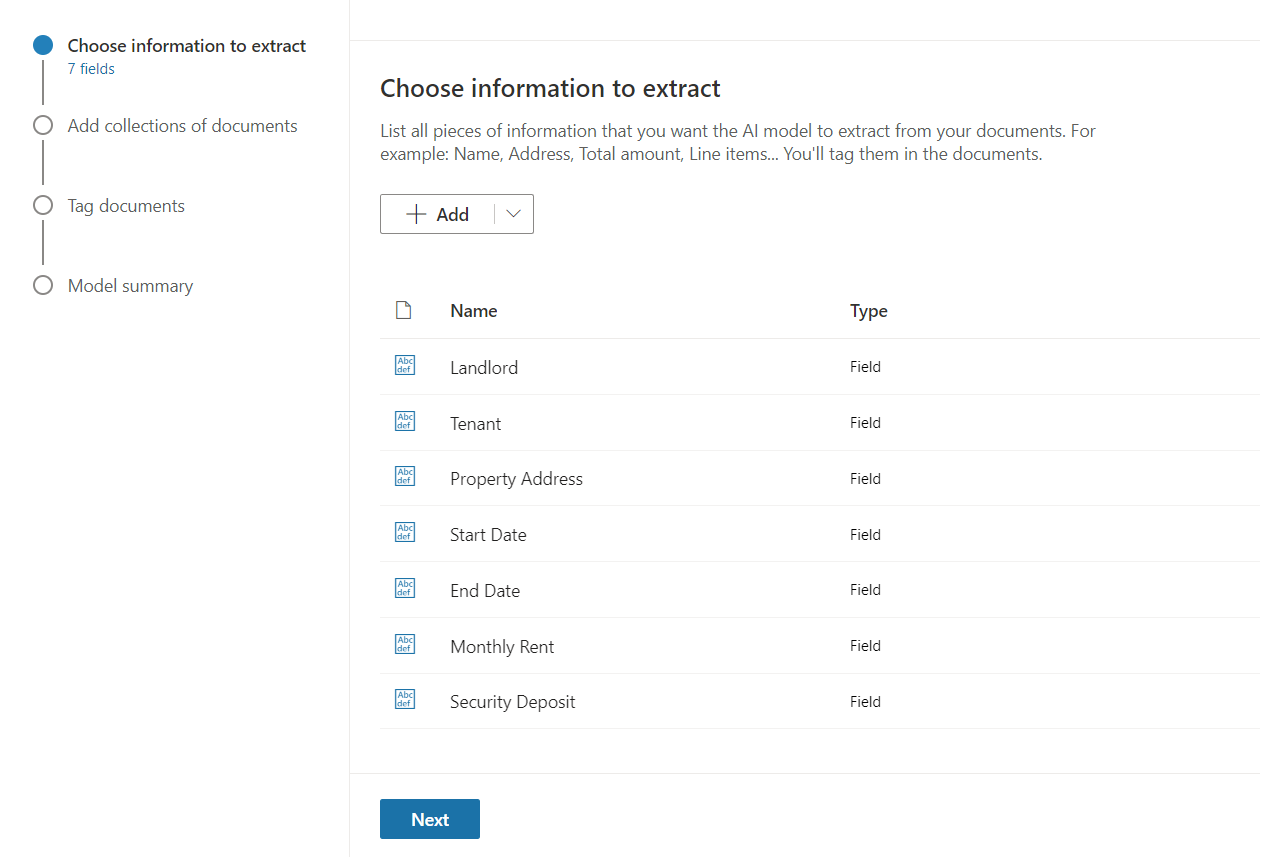 Choose information to extract
7 fields
Add collections of documents
Tag documents
Model summary
Choose information to extract
List all pieces of information that you want the AI model to extract from your documents. For
example: Name, Address, Total amount, Line items... You'll tag them in the documents.
Add
Name Type
Abc def Landlord Field
Abc def Tenant Field
Abc def Property Address Field
Abc def Start Date Field
Abc def End Date Field
Abc def Monthly Rent Field
Abc def Security Deposit Field
Next